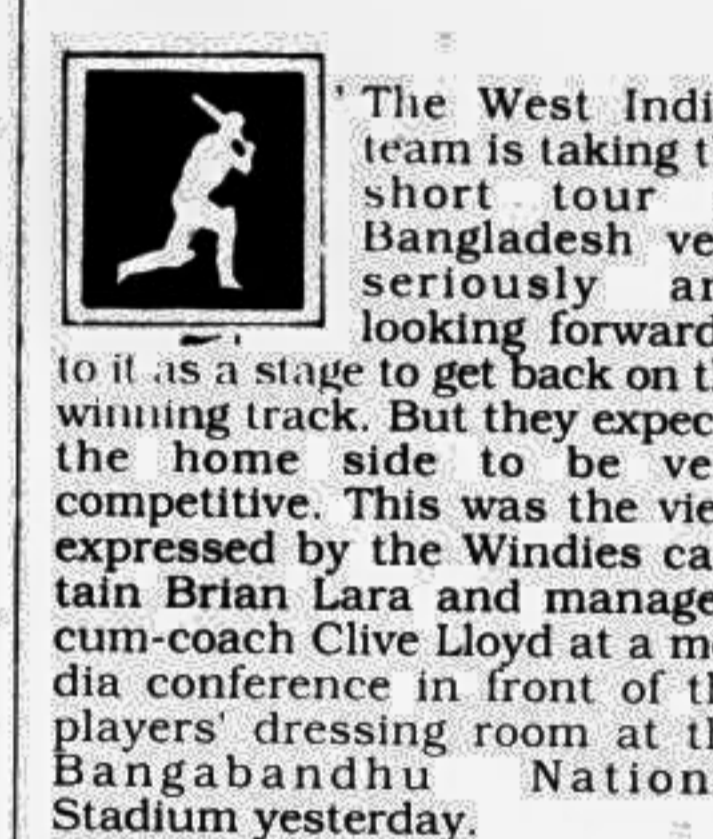 The West Indi
team is taking t
short tour
Bangladesh ve
seriously an
looking forward
to it as a stage to get back on t
winning track. But they expec
the home side to be ve
competitive. This was the vie
expressed by the Windies ca
tain Brian Lara and manage
cum-coach Clive Lloyd at a me
dia conference in front of th
players' dressing room at th
Bangabandhu Nation
Stadium yesterday.